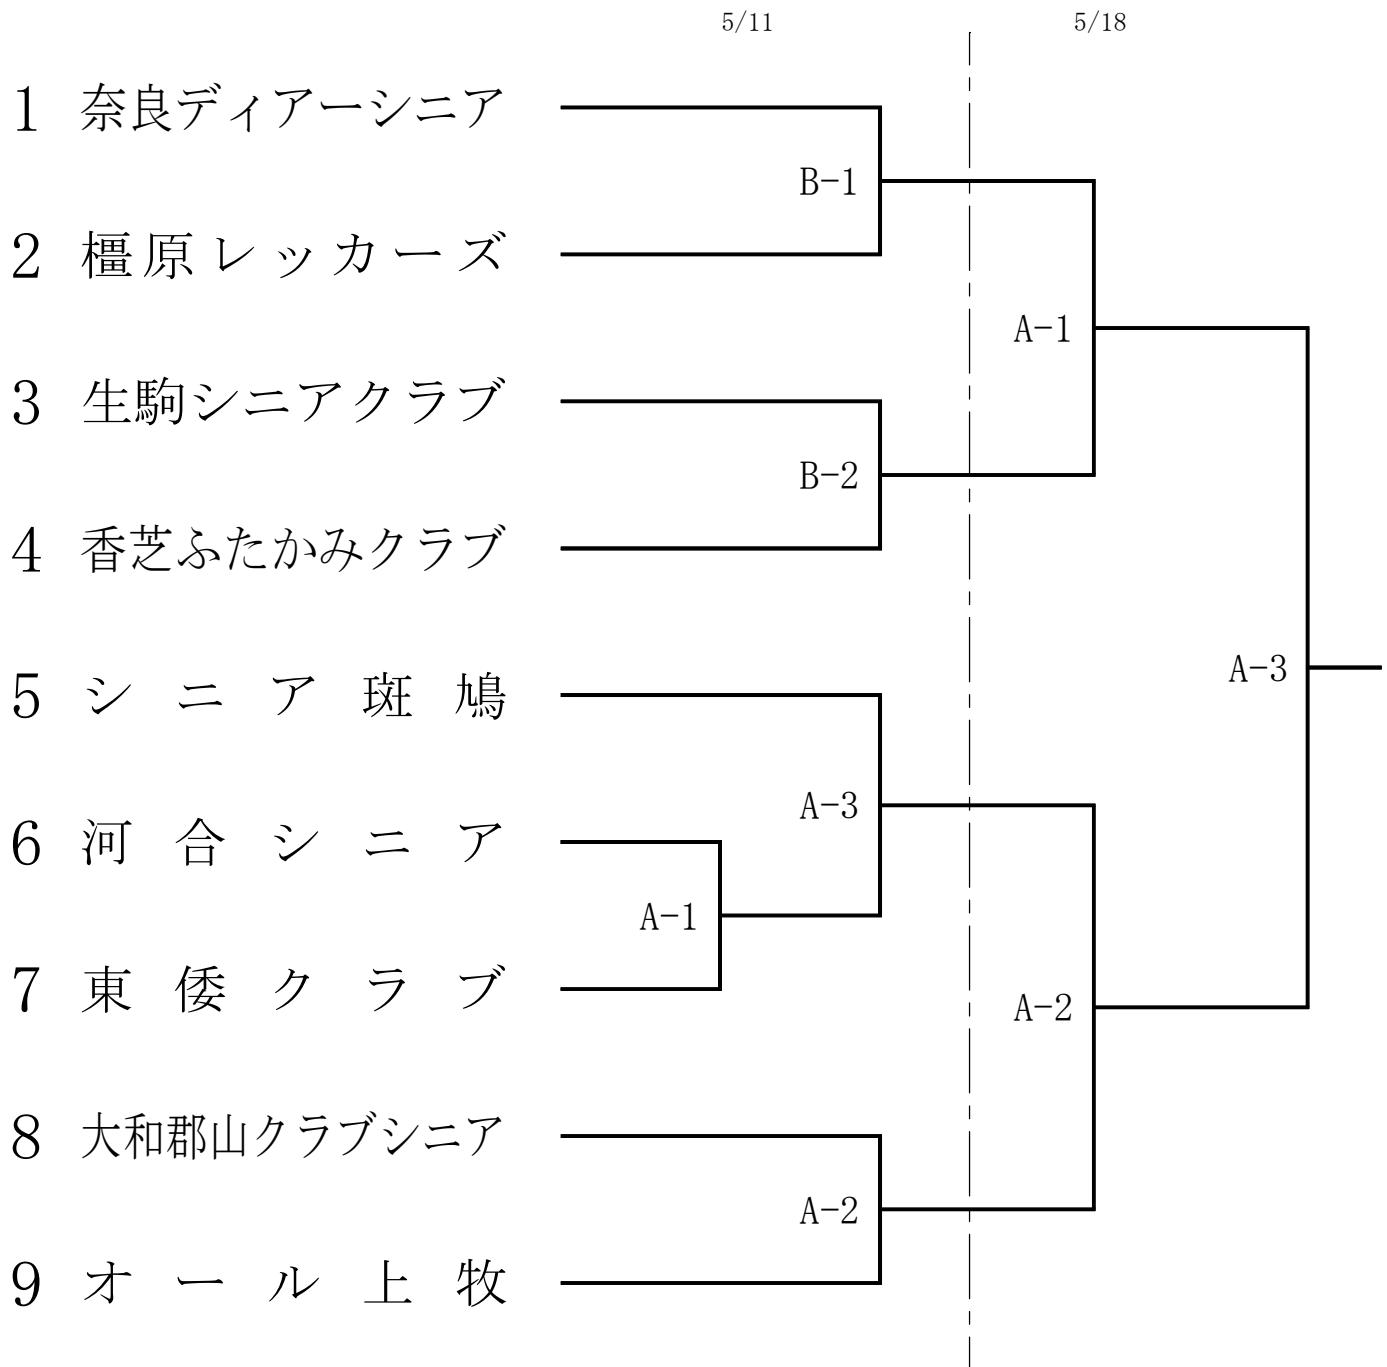 5/11 5/18
1 奈良ディアーシニア
B-1
2 橿原レッカーズ
A-1
3 生駒シニアクラブ
B-2
4 香芝ふたかみクラブ
A-3
5 シニア斑鳩
A-3
6 河合シニア
A-1
7 東倭クラブ
A-2
8 大和郡山クラブシニア
A-2
9 オール上牧